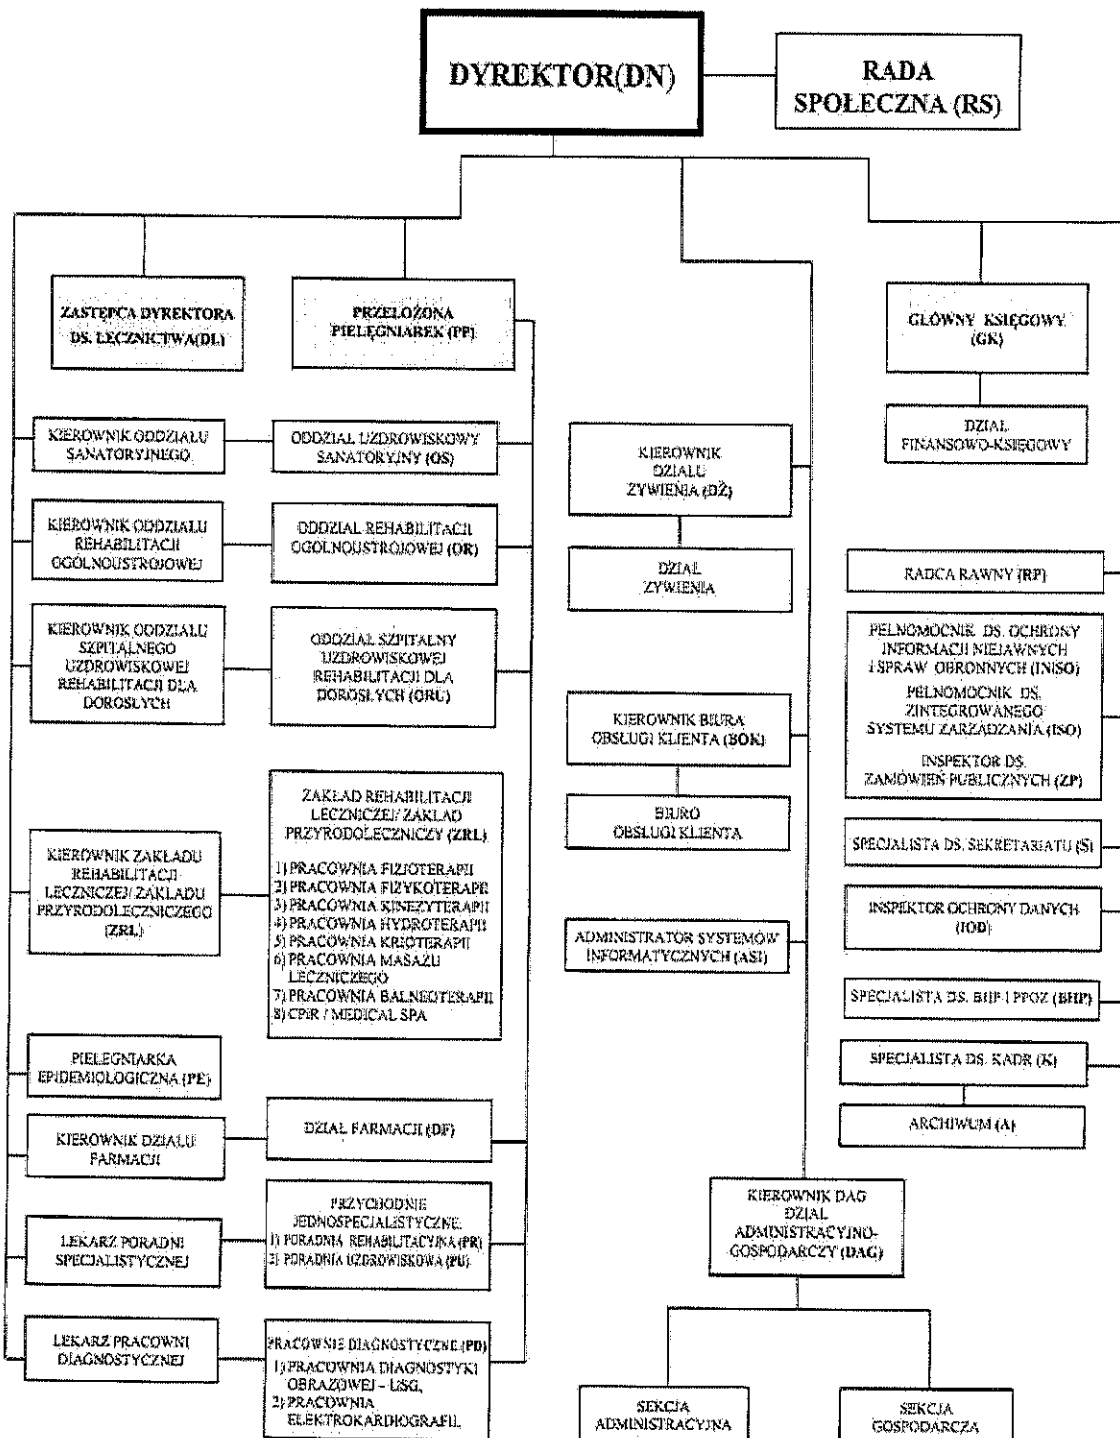 DYREKTOR(DN)
RADA
SPOŁECZNA (RS)
ZASTĘPCA DYREKTORA
DS. LECZNICTWA(DL)
PRZEŁOŻONA
PIELĘGNIAREK (PP)
GŁÓWNY KSIĘGOWY
(GK)
DZIAŁ
FINANSOWO-KSIĘGOWY
KIEROWNIK ODDZIAŁU
SANATORYJNEGO
ODDZIAŁ UZDROWISKOWY
SANATORYJNY (OS)
KIEROWNIK ODDZIAŁU
REHABILITACJI
OGÓLNOUSTROJOWEJ
ODDZIAŁ REHABILITACJI
OGÓLNOUSTROJOWEJ (OR)
KIEROWNIK ODDZIAŁU
SZPITALNEGO
UZDROWISKOWEJ
REHABILITACJI DLA
DOROSŁYCH
ODDZIAŁ SZPITALNY
UZDROWISKOWEJ
REHABILITACJI DLA
DOROSŁYCH (ORU)
KIEROWNIK ZAKŁADU
REHABILITACJI
LECZNICZEJ/ ZAKŁADU
PRZYRODOLECZNICZEGO
(ZRL)
ZAKŁAD REHABILITACJI
LECZNICZEJ/ ZAKŁAD
PRZYRODOLECZNICZY (ZRL)
1) PRACOWNIA FIZJOTERAPII
2) PRACOWNIA FIZYKOTERAPII
3) PRACOWNIA KINEZYTERAPII
4) PRACOWNIA HYDROTERAPII
5) PRACOWNIA KRIOTERAPII
6) PRACOWNIA MASAŻU
LECZNICZEGO
7) PRACOWNIA BALNEOTERAPII
8) CPIR / MEDICAL SPA
PIELĘGNIARKA
EPIDEMIOLOGICZNA (PE)
KIEROWNIK DZIAŁU
FARMACJI
DZIAŁ FARMACJI (DF)
LEKARZ PORADNI
SPECJALISTYCZNEJ
PRZYCHODNIE
JEDNOSPECJALISTYCZNE
1) PORADNIA REHABILITACYJNA (PR)
2) PORADNIA UZDROWISKOWA (PU)
LEKARZ PRACOWNI
DIAGNOSTYCZNEJ
PRACOWNIE DIAGNOSTYCZNE (PD)
1) PRACOWNIA DIAGNOSTYKI
OBRAZOWEJ – USG,
2) PRACOWNIA
ELEKTROKARDIOGRAFII.
KIEROWNIK
DZIAŁU
ŻYWIENIA (DŻ)
DZIAŁ
ŻYWIENIA
KIEROWNIK BIURA
OBSŁUGI KLIENTA (BOK)
BIURO
OBSŁUGI KLIENTA
ADMINISTRATOR SYSTEMÓW
INFORMATYCZNYCH (ASI)
RADCA RAWNY (RP)
PEŁNOMOCNIK DS. OCHRONY
INFORMACJI NIEJAWNYCH
I SPRAW OBRONNYCH (INISO)
PEŁNOMOCNIK DS.
ZINTEGROWANEGO
SYSTEMU ZARZĄDZANIA (ISO)
INSPEKTOR DS.
ZAMÓWIEŃ PUBLICZNYCH (ZP)
SPECJALISTA DS. SEKRETARIATU (S)
INSPEKTOR OCHRONY DANYCH
(IOD)
SPECJALISTA DS. BHP I PPOŻ (BHP)
SPECJALISTA DS. KADR (K)
ARCHIWUM (A)
KIEROWNIK DAG
DZIAŁ
ADMINISTRACYJNO-
GOSPODARCZY (DAG)
SEKCJA
ADMINISTRACYJNA
SEKCJA
GOSPODARCZA